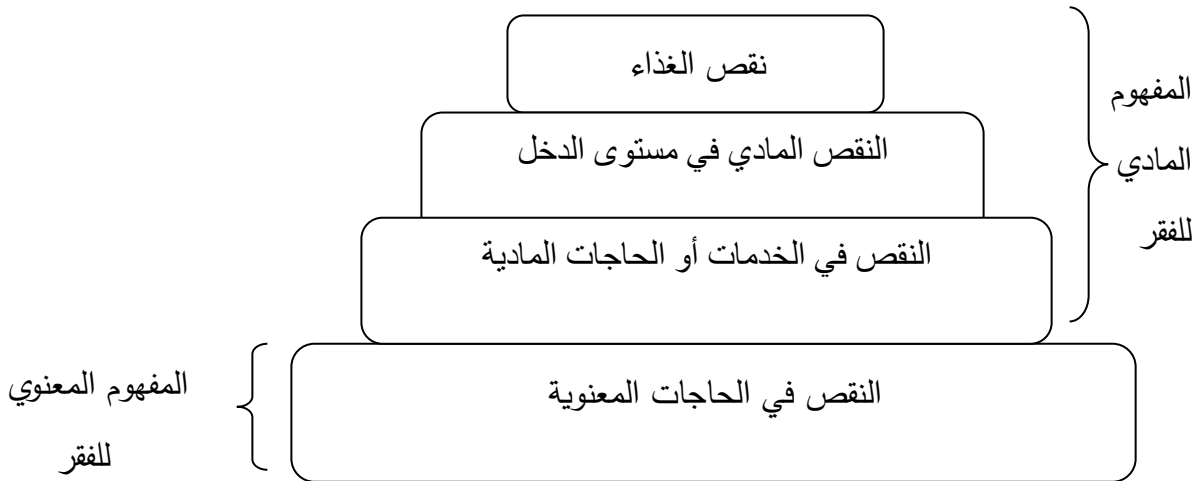 نقص الغذاء
النقص المادي في مستوى الدخل
النقص في الخدمات أو الحاجات المادية
المفهوم
المادي
للفقر
النقص في الحاجات المعنوية
المفهوم المعنوي
للفقر